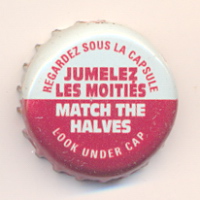 REGARDEZ SOUS LA CAPSULE
JUMELEZ
LES MOITIÉS
MATCH THE
HALVES
LOOK UNDER CAP